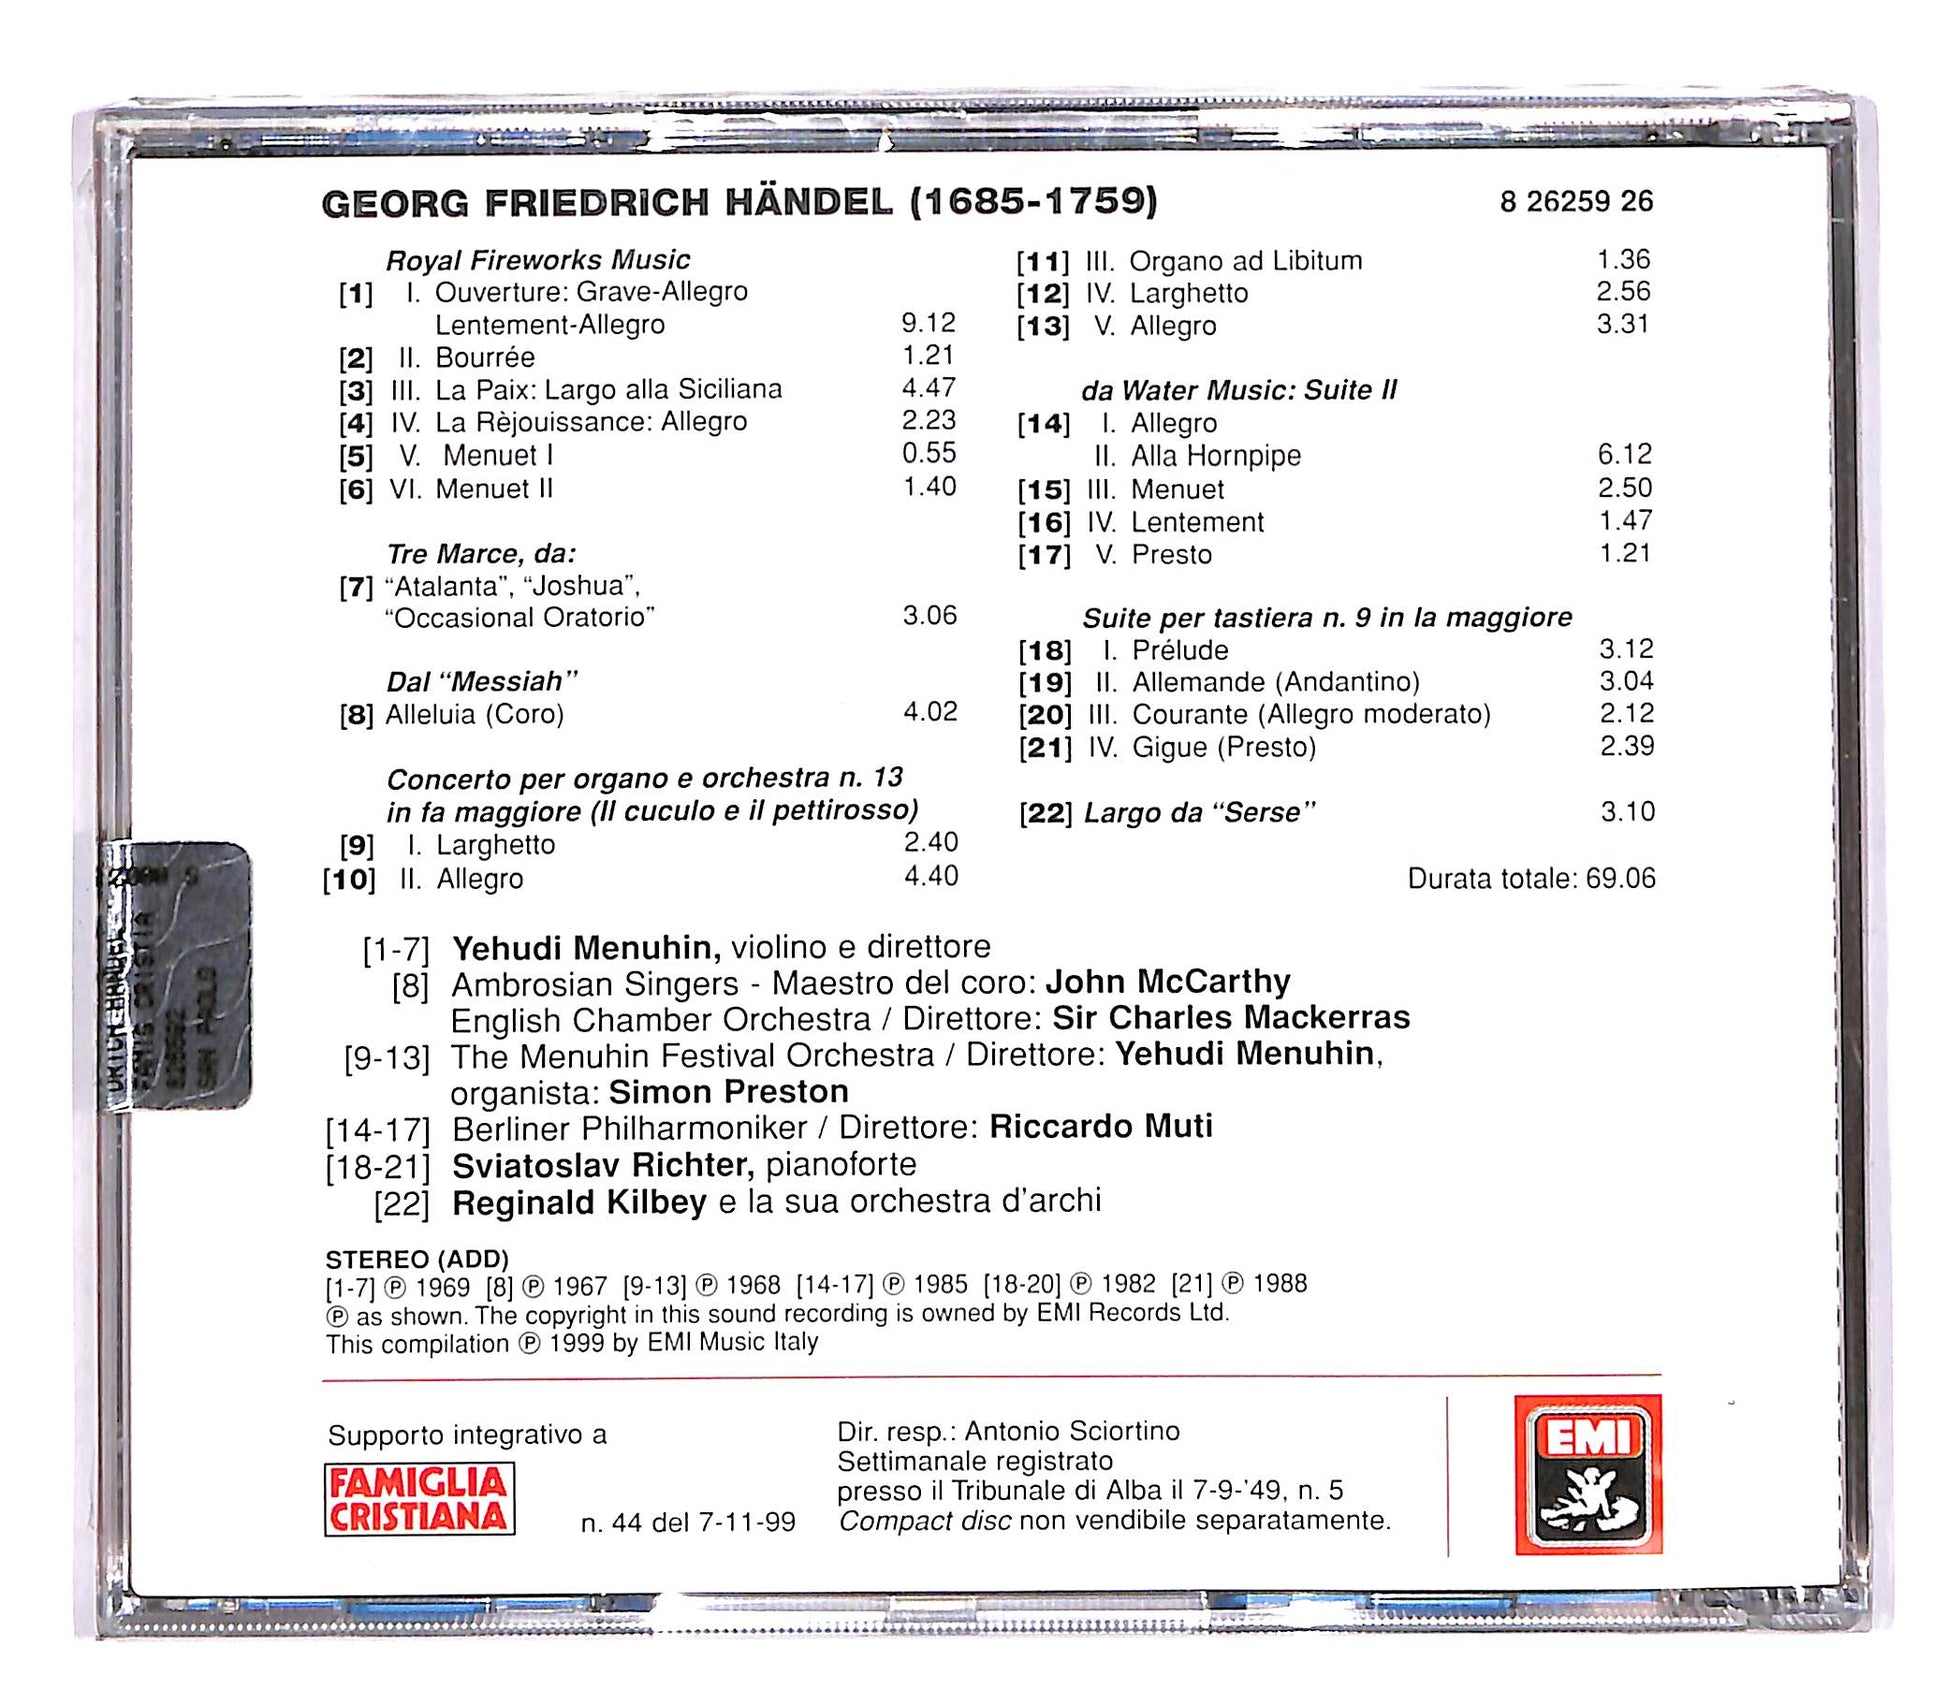 GEORG FRIEDRICH HÄNDEL (1685-1759)
8 26259 26
Royal Fireworks Music
[1] I. Ouverture: Grave-Allegro
Lentement-Allegro 9.12
[2] II. Bourrée 1.21
[3] III. La Paix: Largo alla Siciliana 4.47
[4] IV. La Rèjouissance: Allegro 2.23
[5] V. Menuet I 0.55
[6] VI. Menuet II 1.40
Tre Marce, da:
[7] “Atalanta”, “Joshua”,
“Occasional Oratorio” 3.06
Dal “Messiah”
[8] Alleluia (Coro) 4.02
Concerto per organo e orchestra n. 13
in fa maggiore (Il cuculo e il pettirosso)
[9] I. Larghetto 2.40
[10] II. Allegro 4.40
[11] III. Organo ad Libitum 1.36
[12] IV. Larghetto 2.56
[13] V. Allegro 3.31
da Water Music: Suite II
[14] I. Allegro
II. Alla Hornpipe 6.12
[15] III. Menuet 2.50
[16] IV. Lentement 1.47
[17] V. Presto 1.21
Suite per tastiera n. 9 in la maggiore
[18] I. Prélude 3.12
[19] II. Allemande (Andantino) 3.04
[20] III. Courante (Allegro moderato) 2.12
[21] IV. Gigue (Presto) 2.39
[22] Largo da “Serse” 3.10
Durata totale: 69.06
[1-7] Yehudi Menuhin, violino e direttore
[8] Ambrosian Singers - Maestro del coro: John McCarthy
English Chamber Orchestra / Direttore: Sir Charles Mackerras
[9-13] The Menuhin Festival Orchestra / Direttore: Yehudi Menuhin,
organista: Simon Preston
[14-17] Berliner Philharmoniker / Direttore: Riccardo Muti
[18-21] Sviatoslav Richter, pianoforte
[22] Reginald Kilbey e la sua orchestra d’archi
STEREO (ADD)
[1-7] ℗ 1969 [8] ℗ 1967 [9-13] ℗ 1968 [14-17] ℗ 1985 [18-20] ℗ 1982 [21] ℗ 1988
℗ as shown. The copyright in this sound recording is owned by EMI Records Ltd.
This compilation ℗ 1999 by EMI Music Italy
Supporto integrativo a
FAMIGLIA
CRISTIANA
n. 44 del 7-11-99
Dir. resp.: Antonio Sciortino
Settimanale registrato
presso il Tribunale di Alba il 7-9-’49, n. 5
Compact disc non vendibile separatamente.
EMI
SAN PAOLO